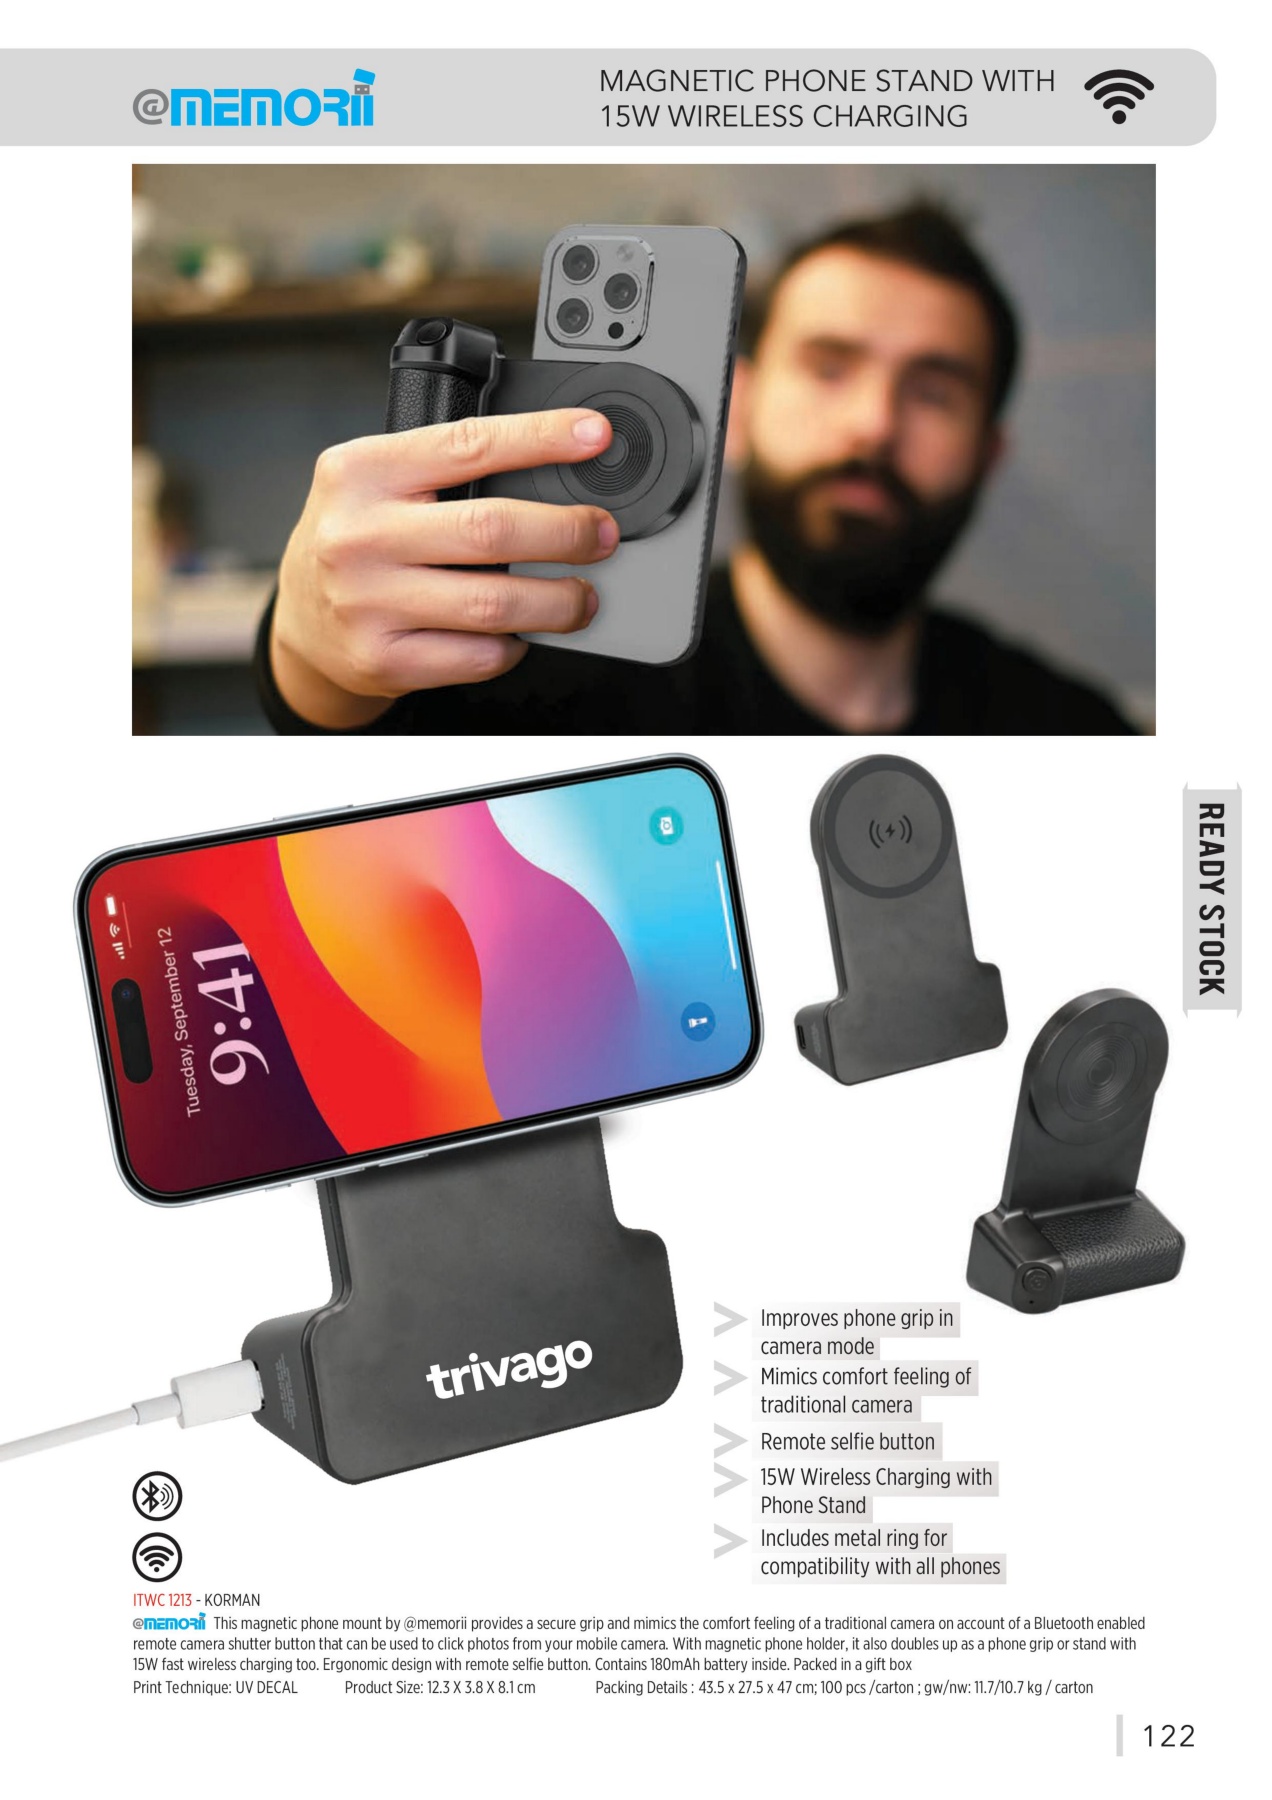 @MEMORII
MAGNETIC PHONE STAND WITH
15W WIRELESS CHARGING
READY STOCK
Tuesday, September 12
9:41
trivago
Improves phone grip in
camera mode
Mimics comfort feeling of
traditional camera
Remote selfie button
15W Wireless Charging with
Phone Stand
Includes metal ring for
compatibility with all phones
ITWC 1213 - KORMAN
@MEMORII This magnetic phone mount by @memorii provides a secure grip and mimics the comfort feeling of a traditional camera on account of a Bluetooth enabled
remote camera shutter button that can be used to click photos from your mobile camera. With magnetic phone holder, it also doubles up as a phone grip or stand with
15W fast wireless charging too. Ergonomic design with remote selfie button. Contains 180mAh battery inside. Packed in a gift box
Print Technique: UV DECAL Product Size: 12.3 X 3.8 X 8.1 cm Packing Details : 43.5 x 27.5 x 47 cm; 100 pcs /carton ; gw/nw: 11.7/10.7 kg / carton
122